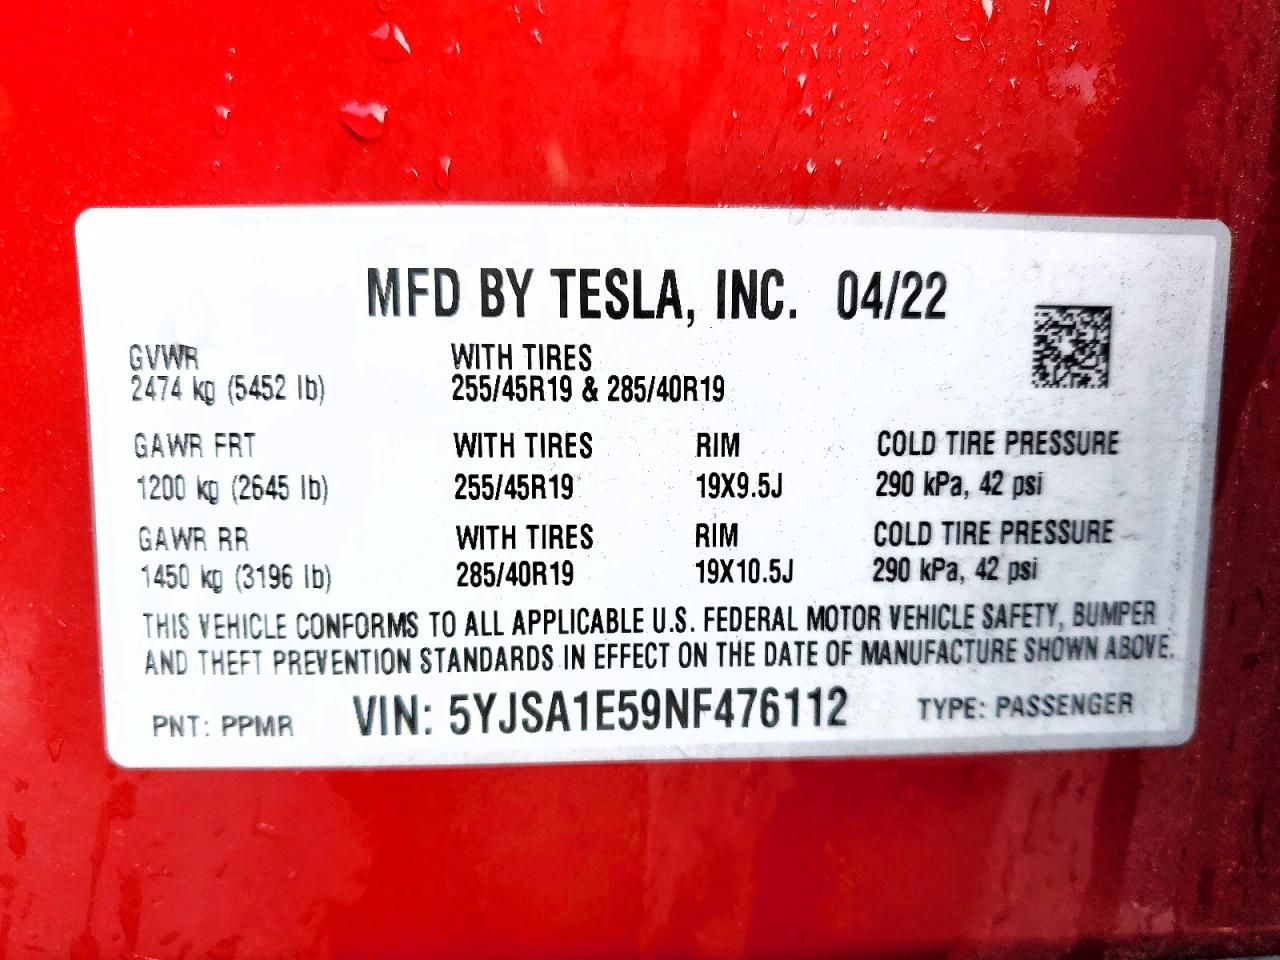 MFD BY TESLA, INC. 04/22
GVWR WITH TIRES
2474 kg (5452 lb) 255/45R19 & 285/40R19
GAWR FRT WITH TIRES RIM COLD TIRE PRESSURE
1200 kg (2645 lb) 255/45R19 19X9.5J 290 kPa, 42 psi
GAWR RR WITH TIRES RIM COLD TIRE PRESSURE
1450 kg (3196 lb) 285/40R19 19X10.5J 290 kPa, 42 psi
THIS VEHICLE CONFORMS TO ALL APPLICABLE U.S. FEDERAL MOTOR VEHICLE SAFETY, BUMPER
AND THEFT PREVENTION STANDARDS IN EFFECT ON THE DATE OF MANUFACTURE SHOWN ABOVE.
PNT: PPMR VIN: 5YJSA1E59NF476112 TYPE: PASSENGER